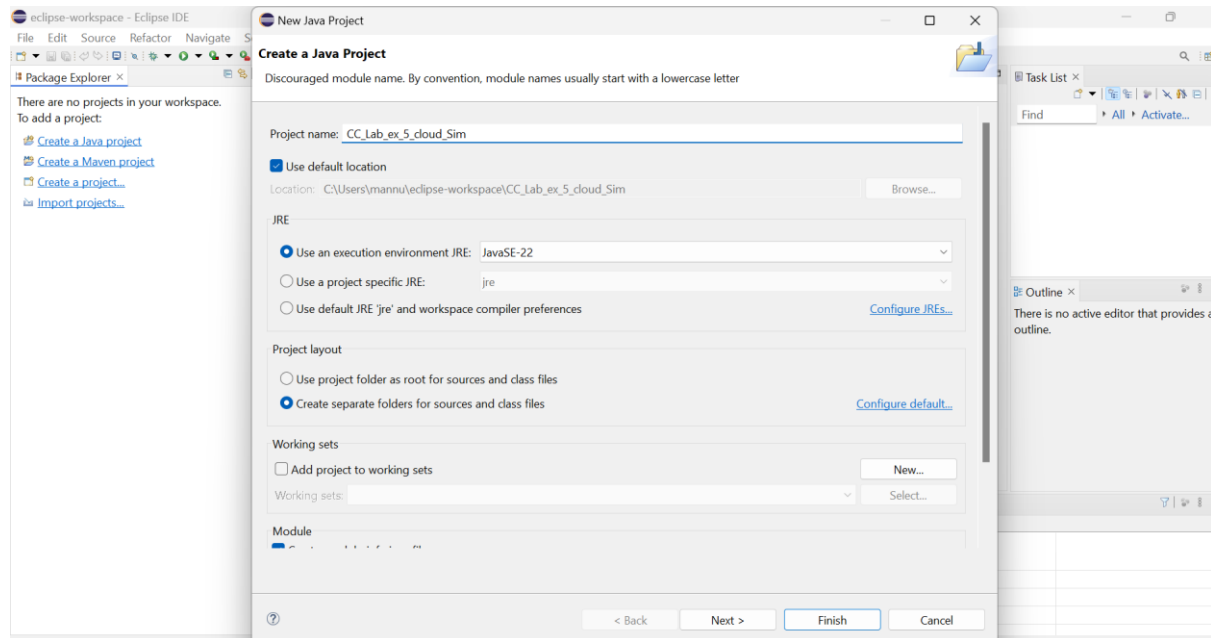 eclipse-workspace - Eclipse IDE
File Edit Source Refactor Navigate
Package Explorer
There are no projects in your workspace.
To add a project:
Create a Java project
Create a Maven project
Create a project...
Import projects...
New Java Project
Create a Java Project
Discouraged module name. By convention, module names usually start with a lowercase letter
Project name: CC_Lab_ex_5_cloud_Sim
Use default location
Location: C:\Users\mannu\eclipse-workspace\CC_Lab_ex_5_cloud_Sim Browse...
JRE
Use an execution environment JRE: JavaSE-22
Use a project specific JRE: jre
Use default JRE 'jre' and workspace compiler preferences Configure JREs...
Project layout
Use project folder as root for sources and class files
Create separate folders for sources and class files Configure default...
Working sets
Add project to working sets New...
Working sets: Select...
Module
< Back Next > Finish Cancel
Task List
Find All Activate...
Outline
There is no active editor that provides
outline.